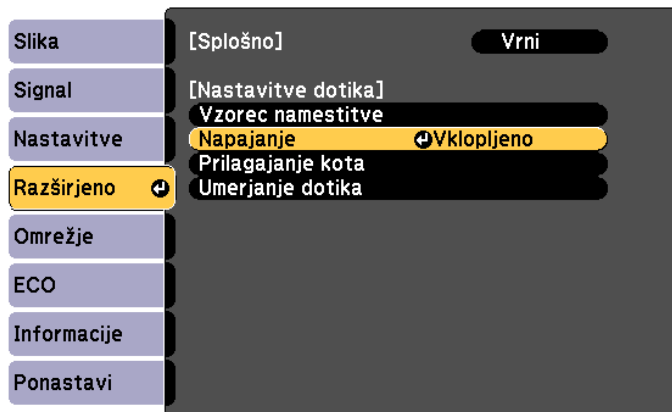 Slika
Signal
Nastavitve
Razširjeno
Omrežje
ECO
Informacije
Ponastavi
[Splošno] Vrni
[Nastavitve dotika]
Vzorec namestitve
Napajanje Vklopljeno
Prilagajanje kota
Umerjanje dotika